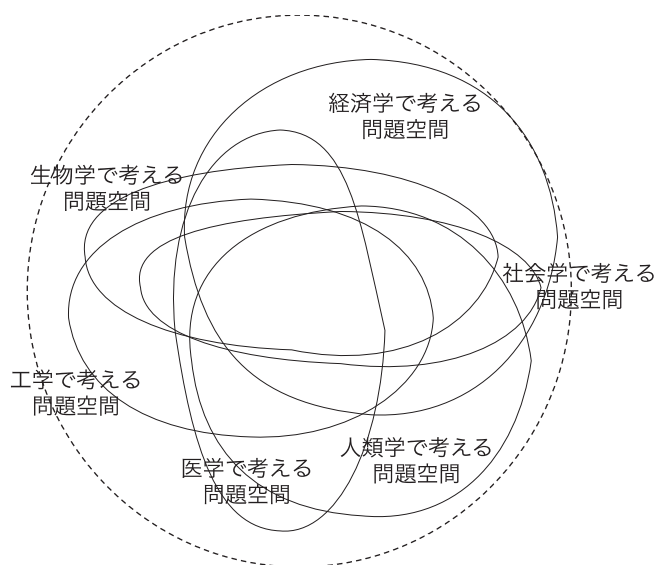 経済学で考える
問題空間
生物学で考える
問題空間
社会学で考える
問題空間
工学で考える
問題空間
人類学で考える
問題空間
医学で考える
問題空間